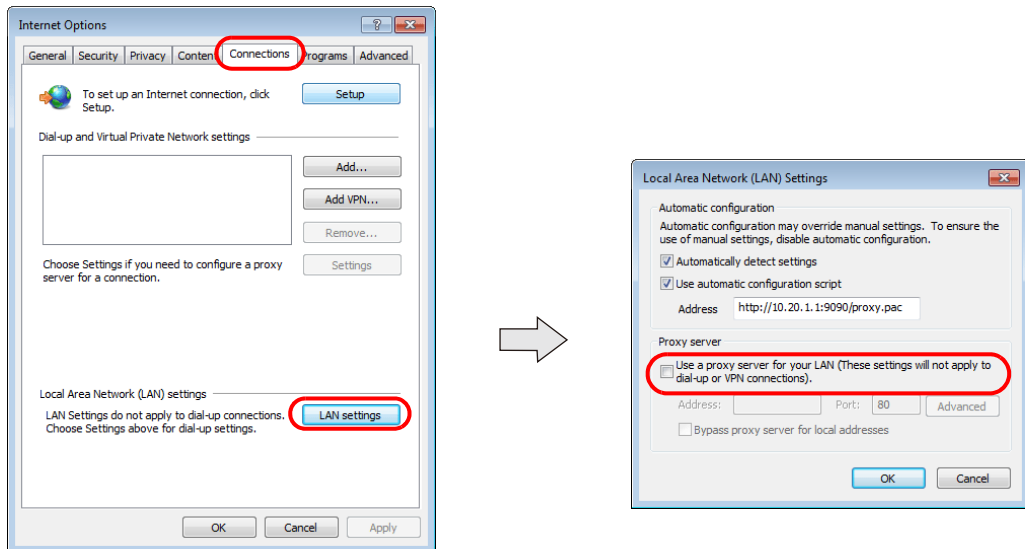 Internet Options
General Security Privacy Content Connections Programs Advanced
To set up an Internet connection, click
Setup.
Setup
Dial-up and Virtual Private Network settings
Add...
Add VPN...
Remove...
Choose Settings if you need to configure a proxy
server for a connection.
Settings
Local Area Network (LAN) settings
LAN Settings do not apply to dial-up connections.
Choose Settings above for dial-up settings.
LAN settings
OK Cancel Apply
Local Area Network (LAN) Settings
Automatic configuration
Automatic configuration may override manual settings. To ensure the
use of manual settings, disable automatic configuration.
Automatically detect settings
Use automatic configuration script
Address http://10.20.1.1:9090/proxy.pac
Proxy server
Use a proxy server for your LAN (These settings will not apply to
dial-up or VPN connections).
Address: Port: 80 Advanced
Bypass proxy server for local addresses
OK Cancel